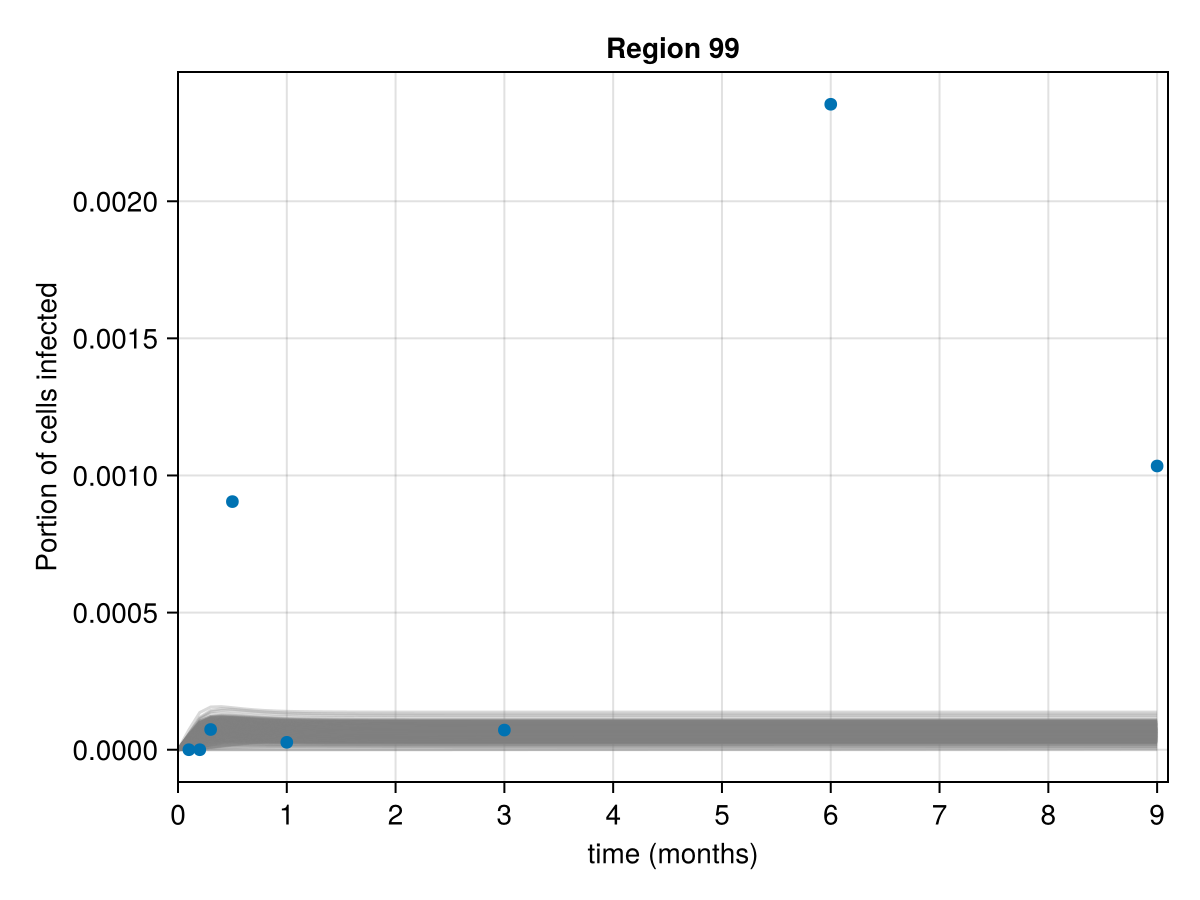 Region 99
Portion of cells infected
0.0020
0.0015
0.0010
0.0005
0.0000
0 1 2 3 4 5 6 7 8 9
time (months)